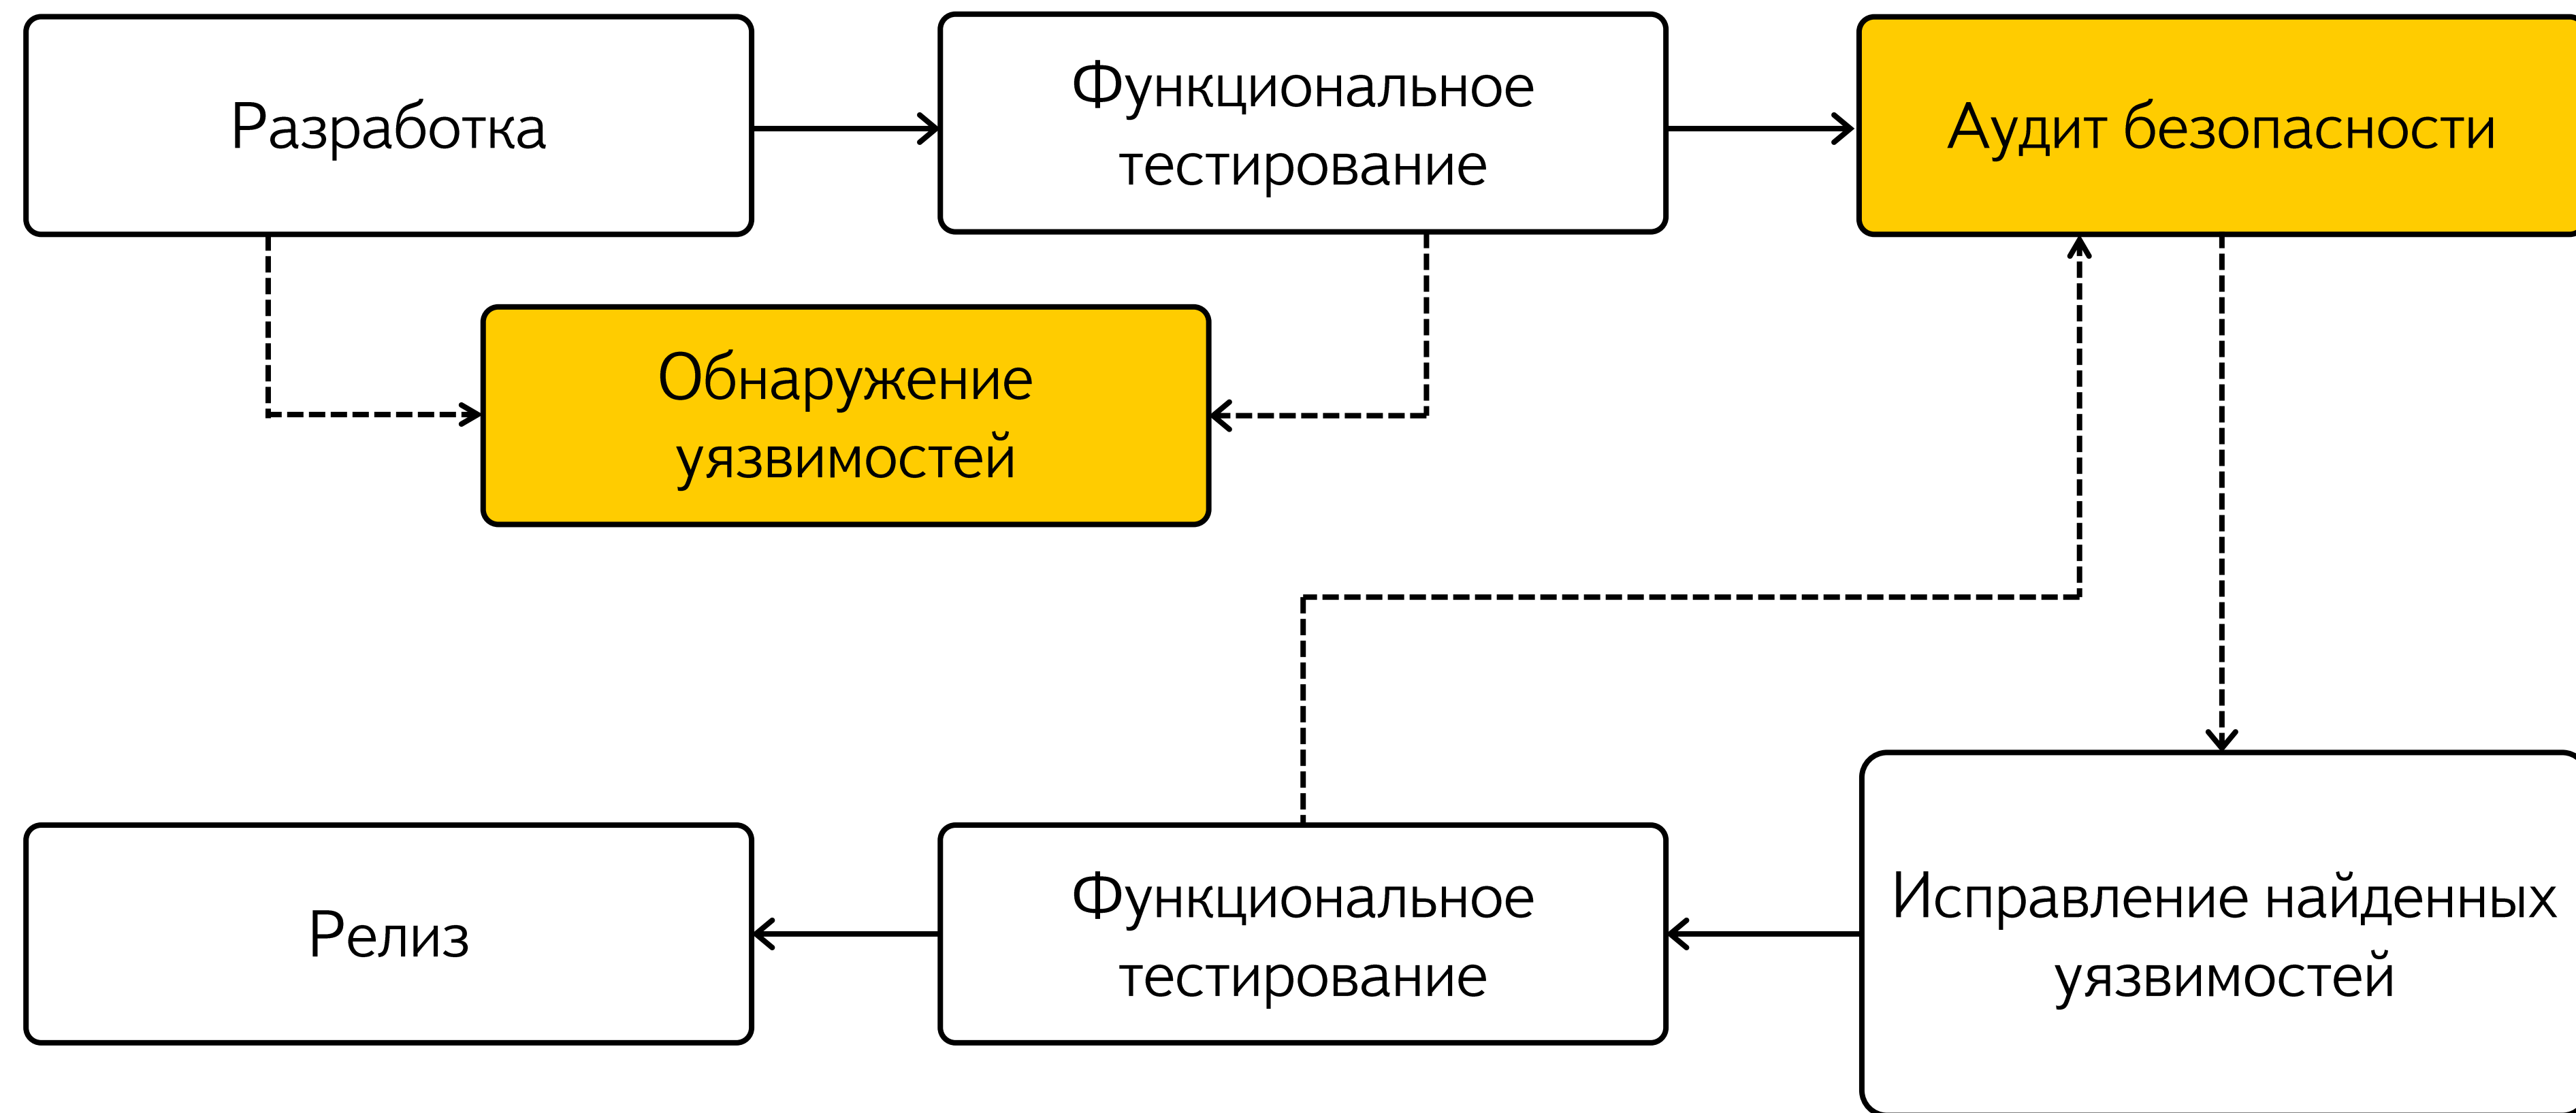 Разработка
Функциональное
тестирование
Аудит безопасности
Обнаружение
уязвимостей
Релиз
Функциональное
тестирование
Исправление найденных
уязвимостей